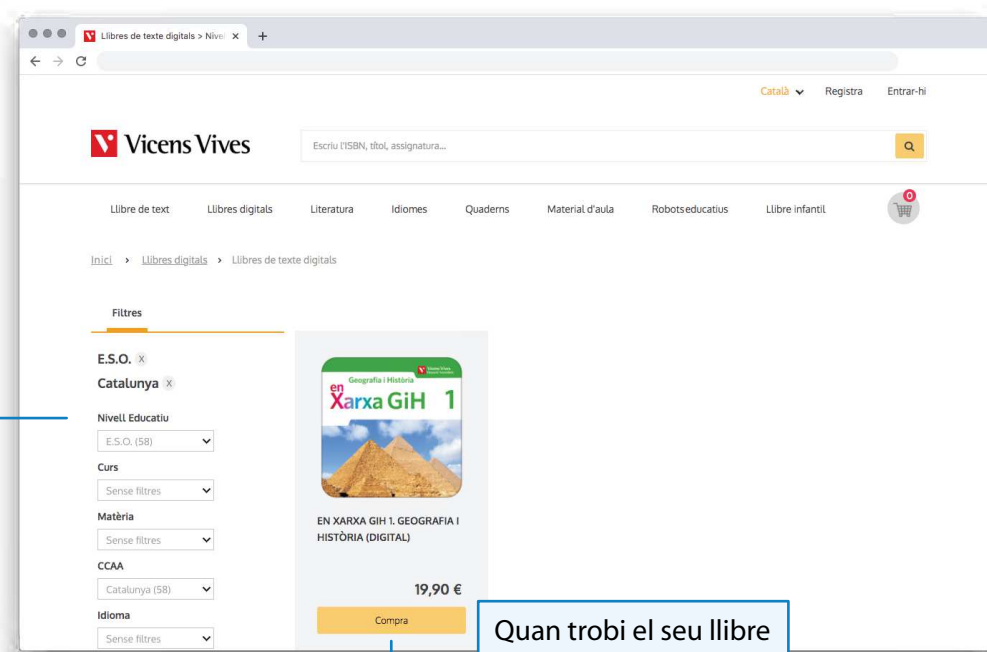 Llibres de texte digitals > Nivel
Català Registra Entrar-hi
Vicens Vives
Escriu l'ISBN, títol, assignatura...
Llibre de text Llibres digitals Literatura Idiomes Quaderns Material d'aula Robots educatius Llibre infantil 0
Inici > Llibres digitals > Llibres de texte digitals
Filtres
E.S.O. x
Catalunya x
Nivell Educatiu
E.S.O. (58)
Curs
Sense filtres
Matèria
Sense filtres
CCAA
Catalunya (58)
Idioma
Sense filtres
Vicens Vives
Geografia i Història
en
Xarxa GiH 1
EN XARXA GIH 1. GEOGRAFIA I
HISTÒRIA (DIGITAL)
19,90 €
Compra
Quan trobi el seu llibre